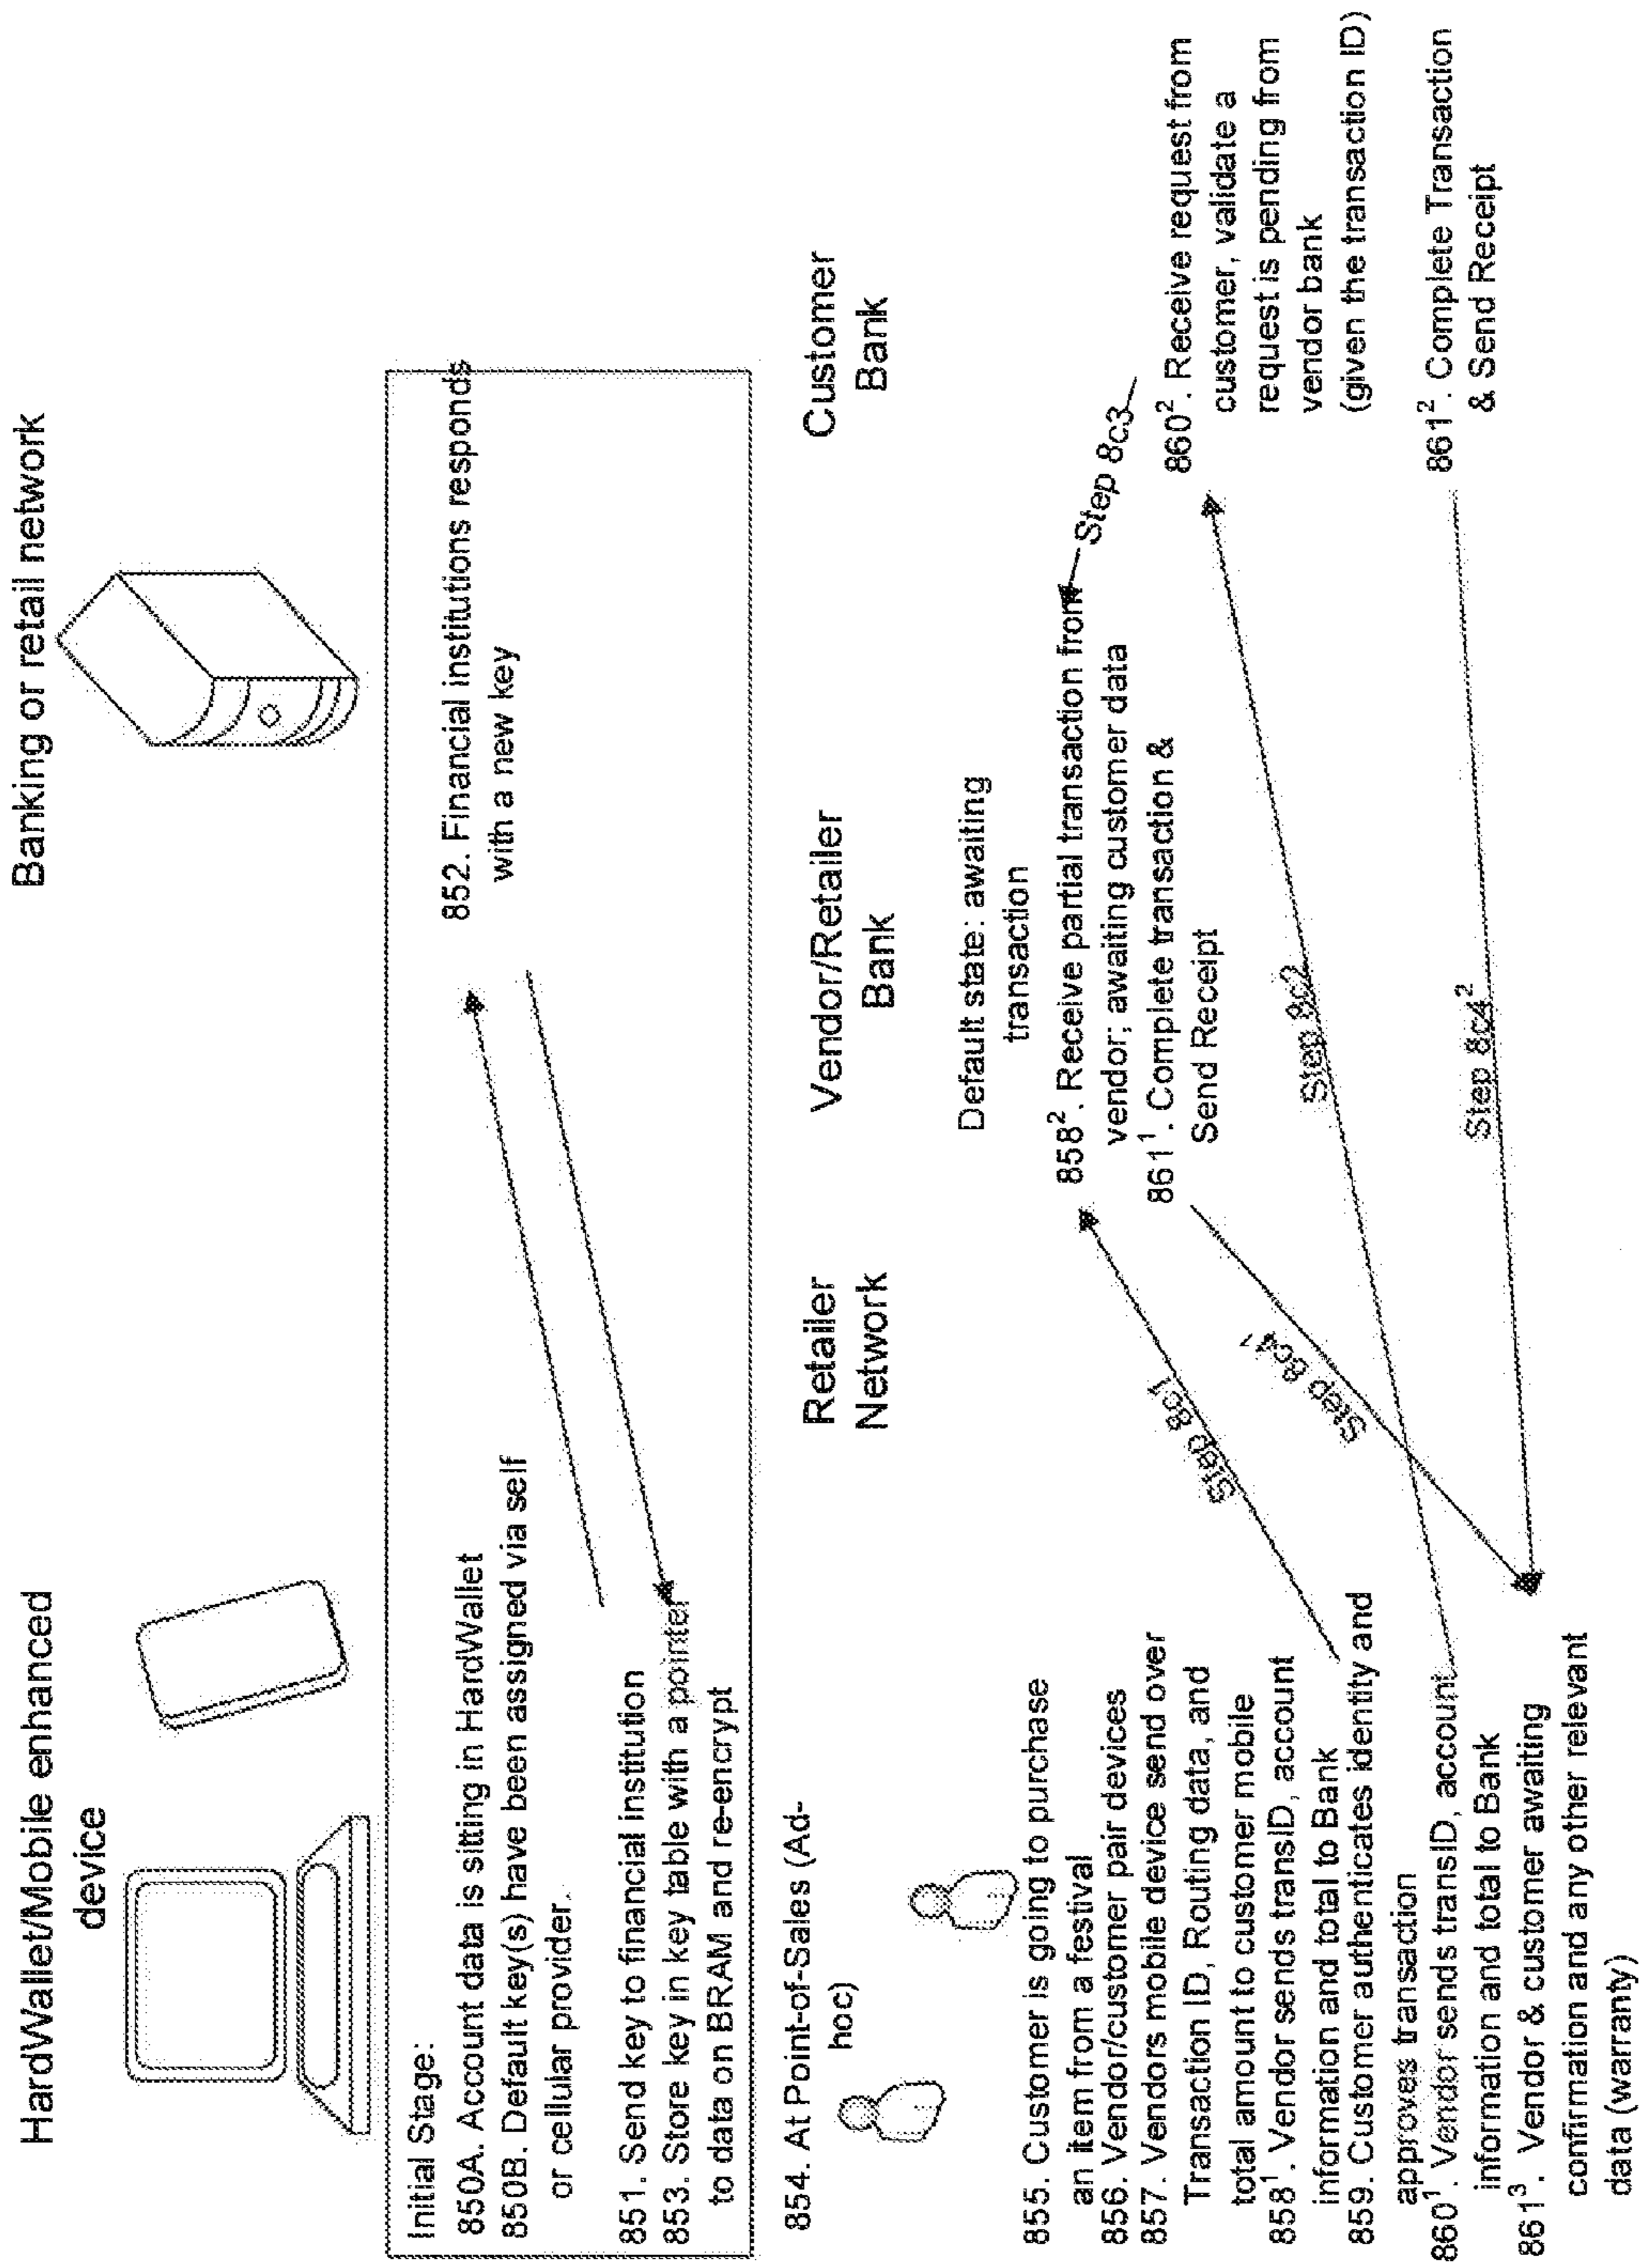 HardWallet/Mobile enhanced
device
Banking or retail network
Initial Stage:
850A. Account data is sitting in HardWallet
850B. Default key(s) have been assigned via self
or cellular provider.
851. Send key to financial institution
853. Store key in key table with a pointer
to data on BRAM and re-encrypt
852. Financial institutions responds
with a new key
854. At Point-of-Sales (Ad-
hoc)
Retailer
Network
Vendor/Retailer
Bank
Customer
Bank
855. Customer is going to purchase
an item from a festival
856. Vendor/customer pair devices
857. Vendors mobile device send over
Transaction ID, Routing data, and
total amount to customer mobile
858¹. Vendor sends transID, account
information and total to Bank
859. Customer authenticates identity and
approves transaction
860¹. Vendor sends transID, account
information and total to Bank
861³. Vendor & customer awaiting
confirmation and any other relevant
data (warranty)
Step 8c1
Step 8c4¹
Step 8c2
Step 8c4²
Default state: awaiting
transaction
858². Receive partial transaction from
vendor; awaiting customer data
861¹. Complete transaction &
Send Receipt
Step 8c3
860². Receive request from
customer, validate a
request is pending from
vendor bank
(given the transaction ID)
861². Complete Transaction
& Send Receipt